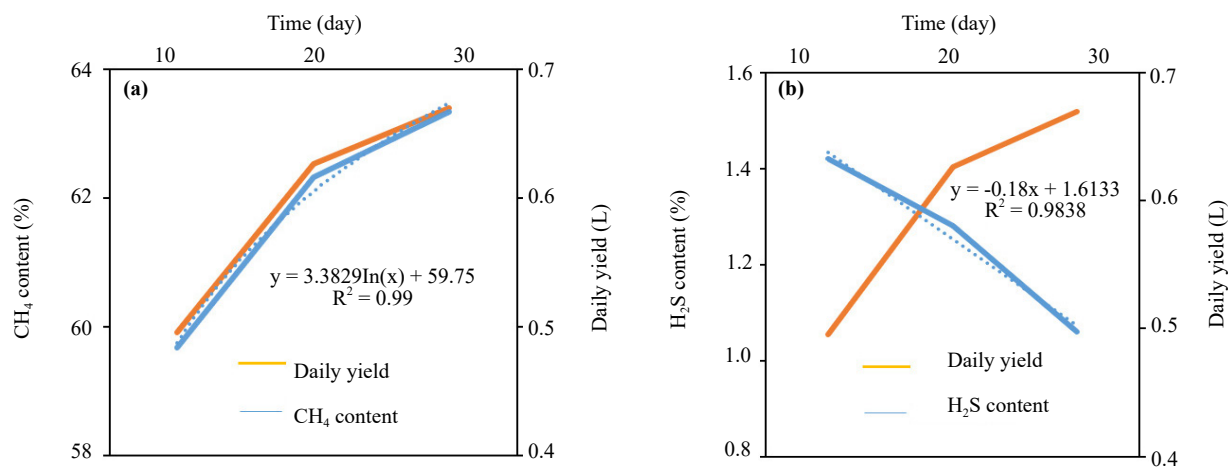 Time (day)
10 20 30
64
62
60
58
(a)
CH₄ content (%)
0.7
0.6
0.5
0.4
Daily yield (L)
y = 3.3829In(x) + 59.75
R² = 0.99
Daily yield
CH₄ content
Time (day)
10 20 30
1.6
1.4
1.2
1.0
0.8
(b)
H₂S content (%)
0.7
0.6
0.5
0.4
Daily yield (L)
y = -0.18x + 1.6133
R² = 0.9838
Daily yield
H₂S content